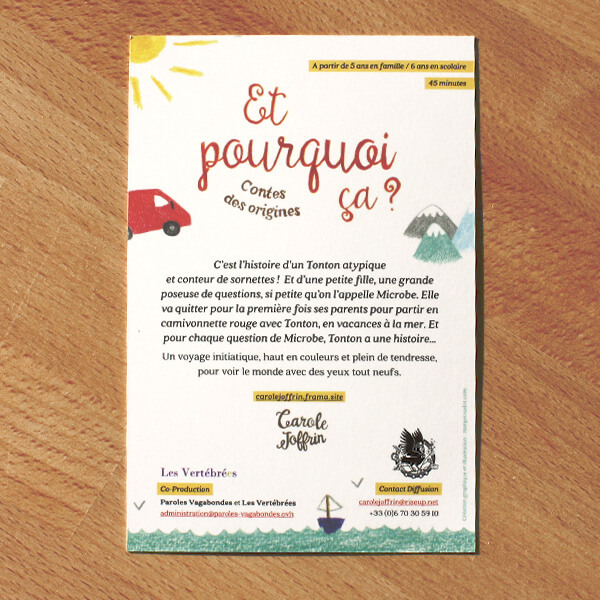 A partir de 5 ans en famille / 6 ans en scolaire
45 minutes
Et
pourquoi
ça ?
Contes
des origines
C'est l'histoire d'un Tonton atypique
et conteur de sornettes ! Et d'une petite fille, une grande
poseuse de questions, si petite qu'on l'appelle Microbe. Elle
va quitter pour la première fois ses parents pour partir en
camivonnette rouge avec Tonton, en vacances à la mer. Et
pour chaque question de Microbe, Tonton a une histoire...
Un voyage initiatique, haut en couleurs et plein de tendresse,
pour voir le monde avec des yeux tout neufs.
carolejoffrin.frama.site
Carole
Joffrin
Les Vertébrées
Co-Production
Paroles Vagabondes et Les Vertébrées
Contact Diffusion
carolejoffrin@riseup.net
+33 (0)6 70 30 59 10
Création graphique et illustration